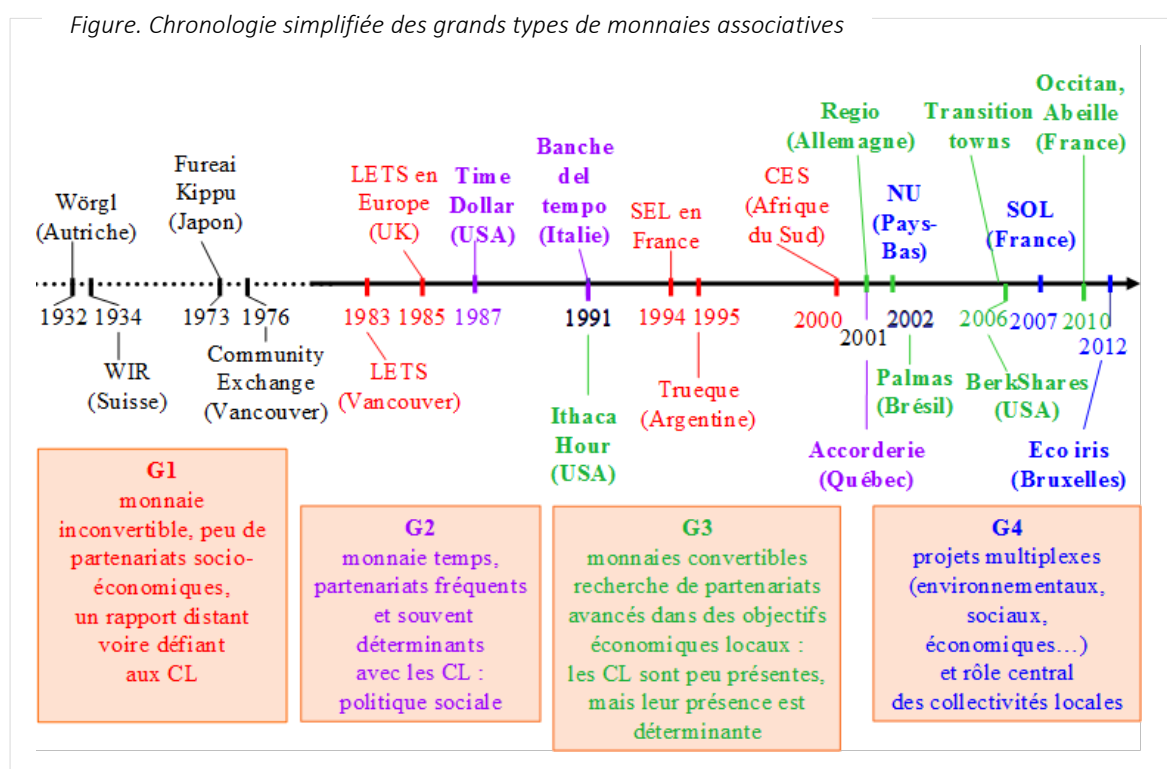 Figure. Chronologie simplifiée des grands types de monnaies associatives
Wörgl
(Autriche)
Fureai
Kippu
(Japon)
LETS en
Europe
(UK)
Time
Dollar
(USA)
Banche
del
tempo
(Italie)
SEL en
France
CES
(Afrique
du Sud)
Regio
(Allemagne)
NU
(Pays-
Bas)
Transition
towns
SOL
(France)
Occitan,
Abeille
(France)
1932
1934
1973
1976
1983
1985
1987
1991
1994
1995
2000
2001
2002
2006
2007
2010
2012
WIR
(Suisse)
Community
Exchange
(Vancouver)
LETS
(Vancouver)
Ithaca
Hour
(USA)
Trueque
(Argentine)
Accorderie
(Québec)
Palmas
(Brésil)
BerkShares
(USA)
Eco iris
(Bruxelles)
G1
monnaie
inconvertible, peu de
partenariats socio-
économiques,
un rapport distant
voire défiant
aux CL
G2
monnaie temps,
partenariats fréquents
et souvent
déterminants
avec les CL :
politique sociale
G3
monnaies convertibles
recherche de partenariats
avancés dans des objectifs
économiques locaux :
les CL sont peu présentes,
mais leur présence est
déterminante
G4
projets multiplexes
(environnementaux,
sociaux,
économiques…)
et rôle central
des collectivités locales